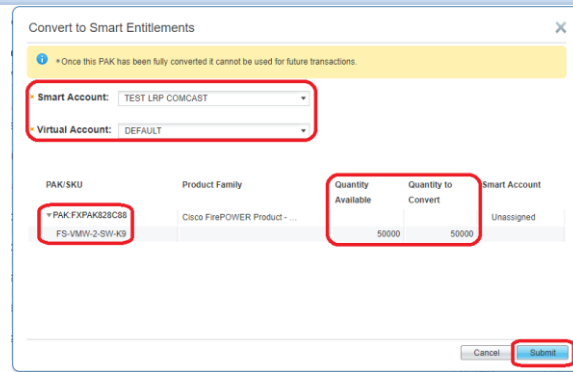 Convert to Smart Entitlements
* Once this PAK has been fully converted it cannot be used for future transactions.
* Smart Account: TEST LRP COMCAST
* Virtual Account: DEFAULT
PAK/SKU Product Family Quantity Available Quantity to Convert Smart Account
PAK:FXPAK828C88 Cisco FirePOWER Product - ... Unassigned
FS-VMW-2-SW-K9 50000 50000
Cancel Submit